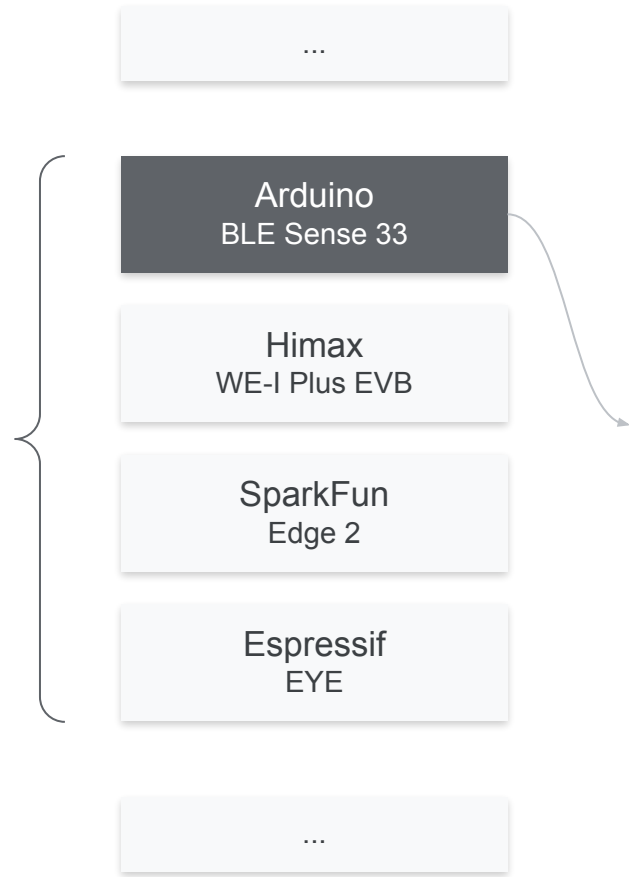 ...
Arduino
BLE Sense 33
Himax
WE-I Plus EVB
SparkFun
Edge 2
Espressif
EYE
...